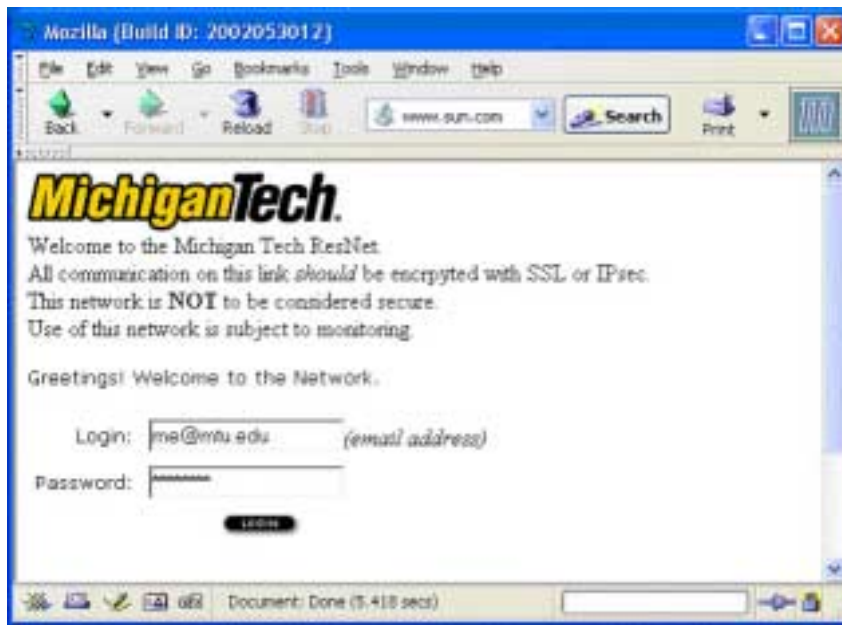 Mozilla {Build ID: 2002053012}
File Edit View Go Bookmarks Tools Window Help
Back Forward Reload Stop www.sun.com Search Print
MichiganTech.
Welcome to the Michigan Tech ResNet.
All communication on this link should be encrpyted with SSL or IPsec.
This network is NOT to be considered secure.
Use of this network is subject to monitoring.
Greetings! Welcome to the Network.
Login: me@mtu.edu (email address)
Password: ********
LOGIN
Document: Done (5.418 secs)